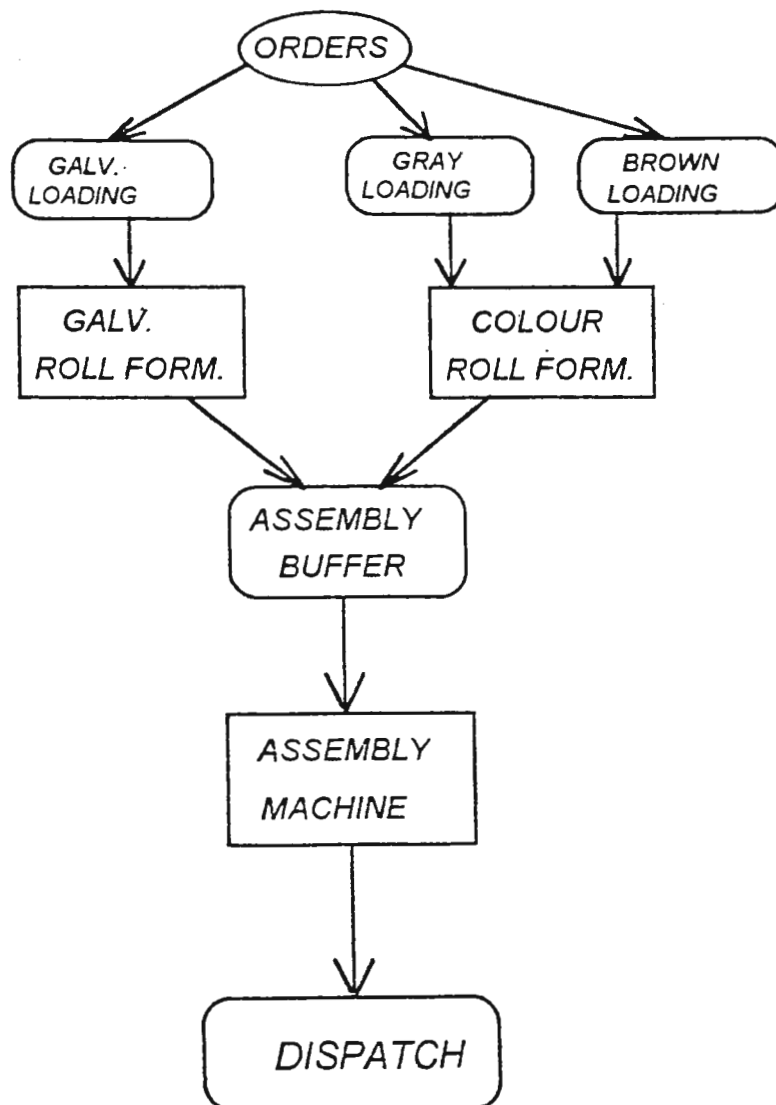 ORDERS
GALV.
LOADING
GRAY
LOADING
BROWN
LOADING
GALV.
ROLL FORM.
COLOUR
ROLL FORM.
ASSEMBLY
BUFFER
ASSEMBLY
MACHINE
DISPATCH